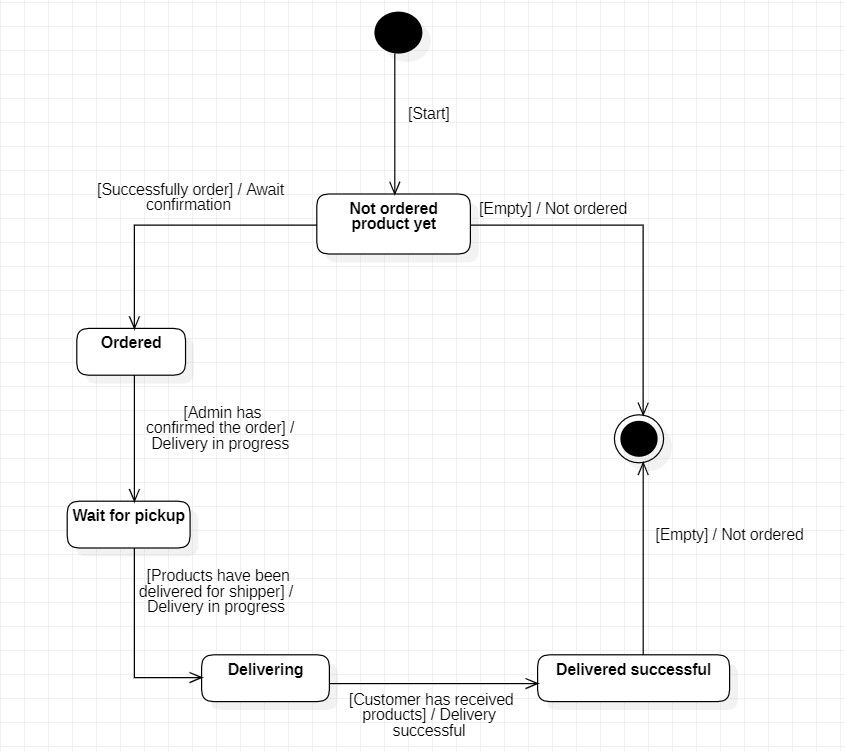 [Start]
[Successfully order] / Await
confirmation
Not ordered
product yet
[Empty] / Not ordered
Ordered
[Admin has
confirmed the order] /
Delivery in progress
Wait for pickup
[Empty] / Not ordered
[Products have been
delivered for shipper] /
Delivery in progress
Delivering
Delivered successful
[Customer has received
products] / Delivery
successful